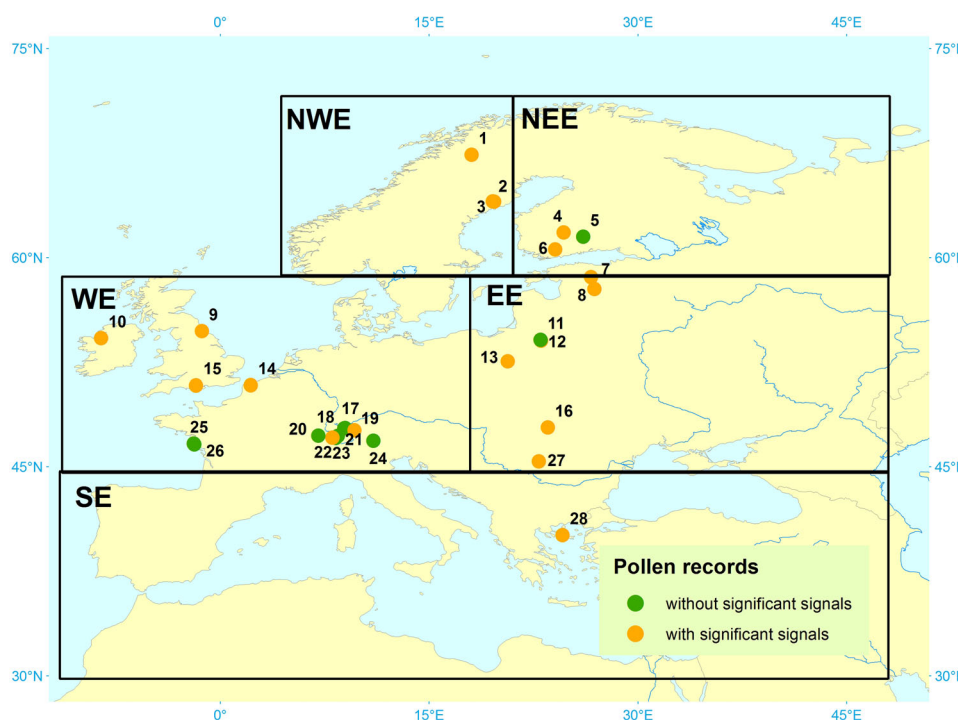 0° 15°E 30°E 45°E
75°N 75°N
NWE NEE
1
2
3
4 5
6
60°N 60°N
7
8
WE EE
10 9
11
12
13
15 14
16
17
18 19
20 21
22 23
24
25
26
27
45°N 45°N
SE
28
Pollen records
without significant signals
with significant signals
30°N 30°N
0° 15°E 30°E 45°E